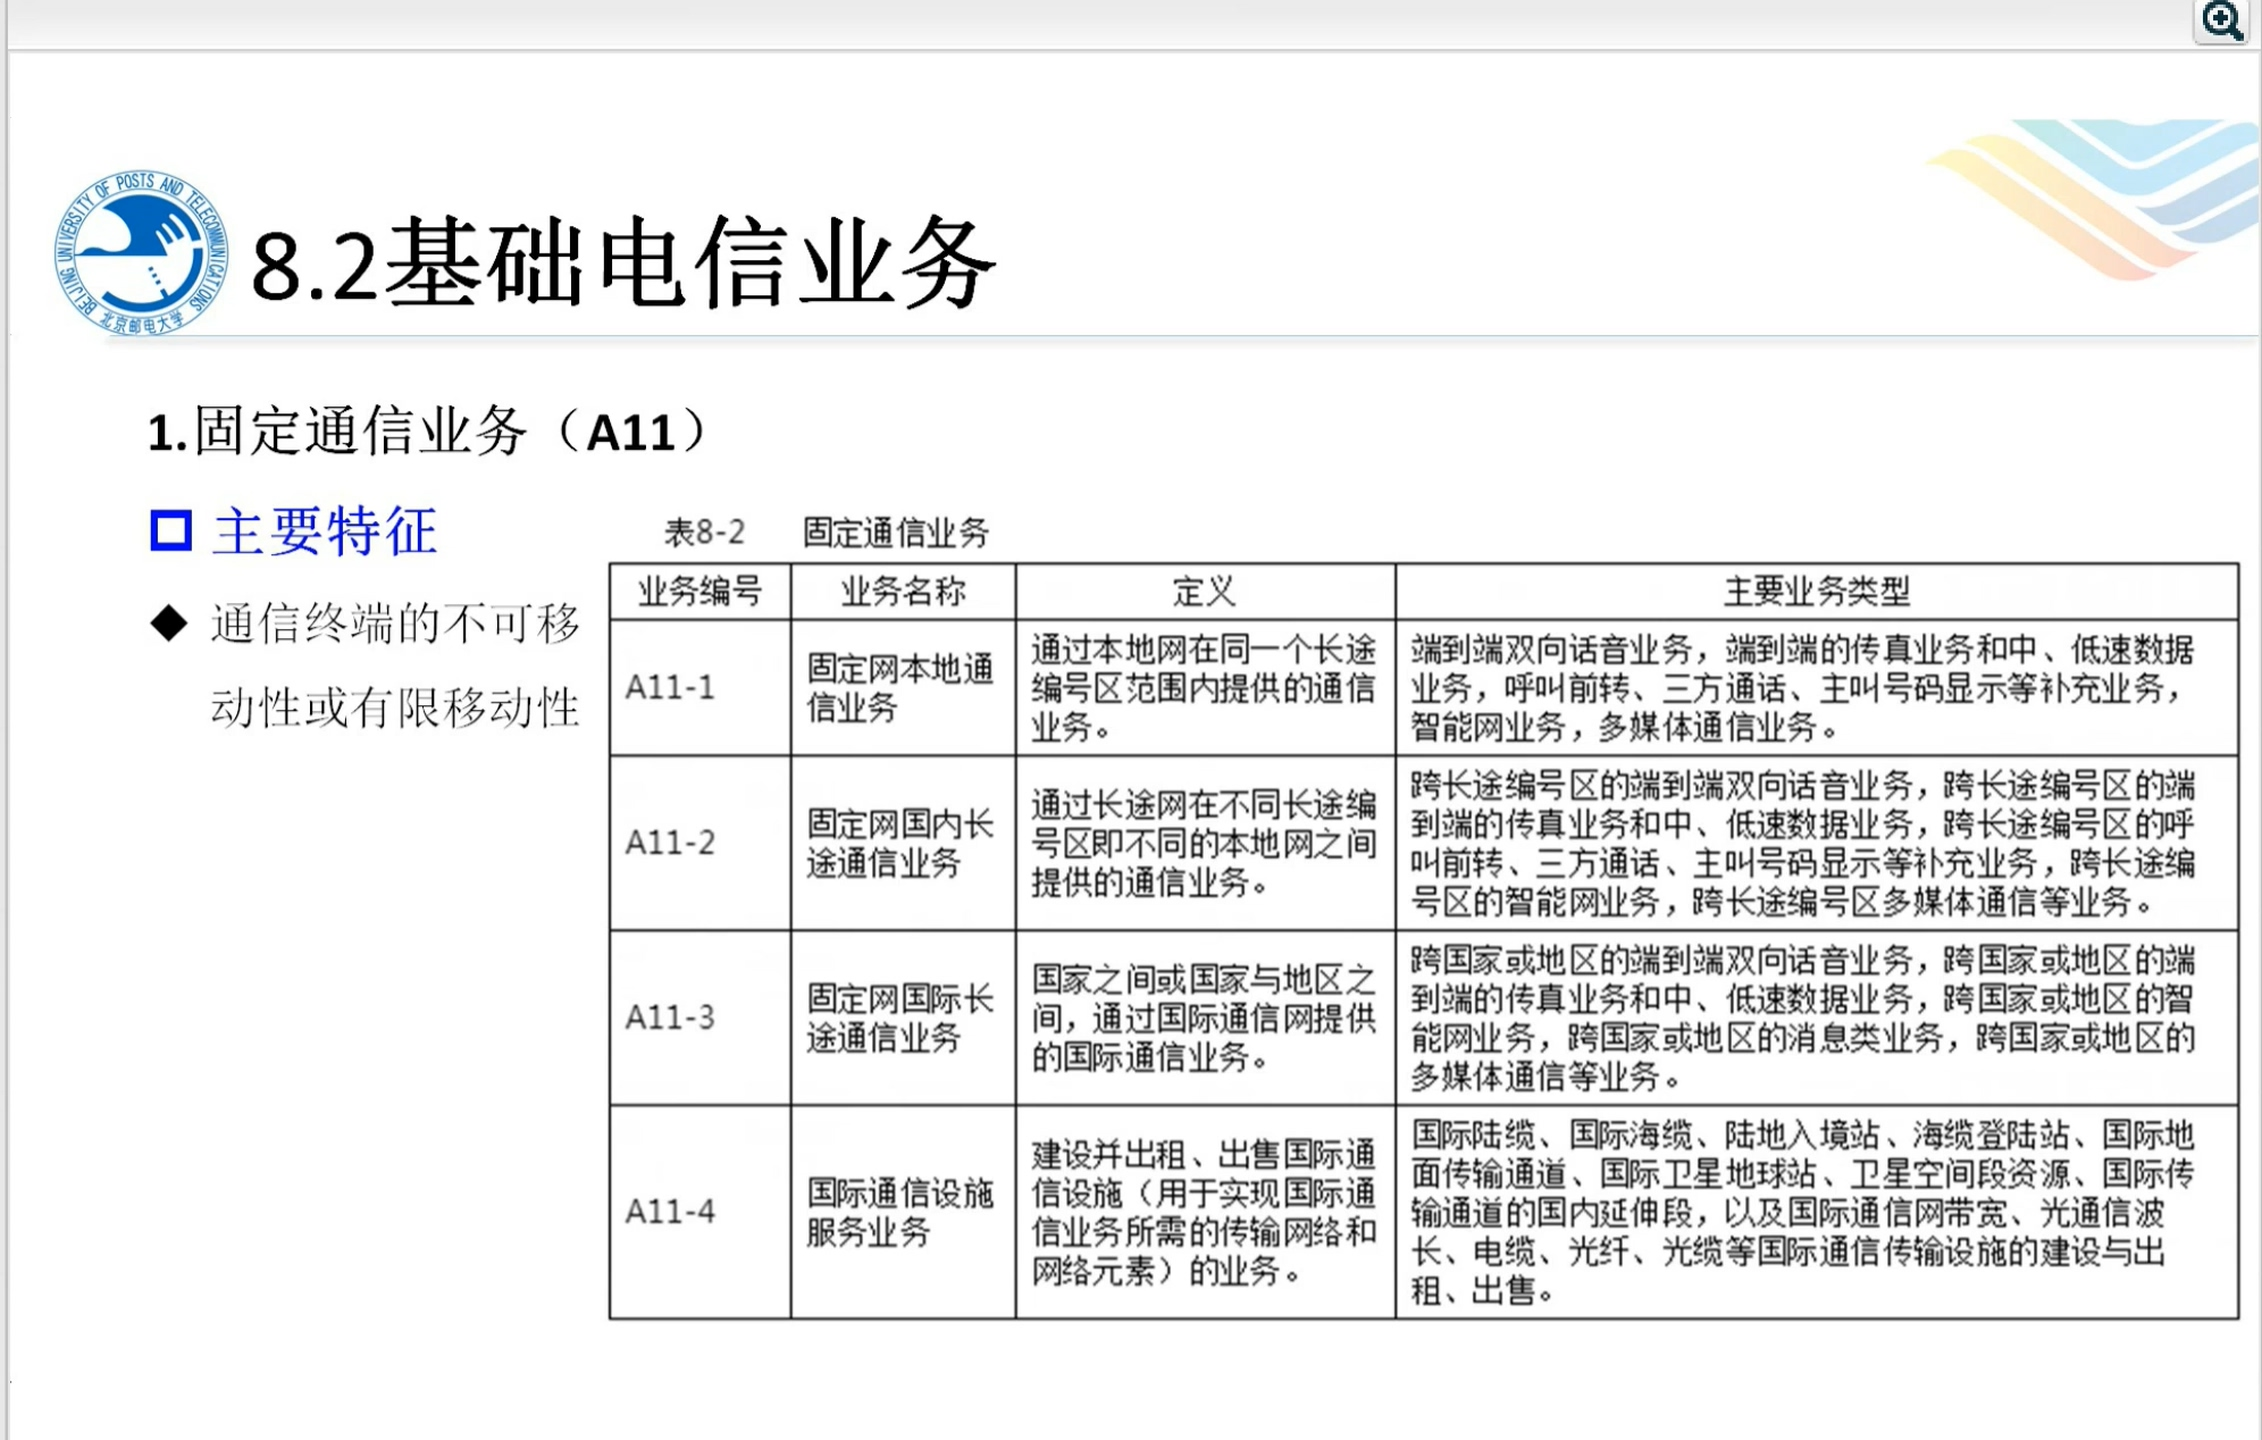 BEIJING UNIVERSITY OF POSTS AND TELECOMMUNICATIONS
北京邮电大学
8.2基础电信业务
1.固定通信业务（A11）
主要特征
通信终端的不可移
动性或有限移动性
表8-2 固定通信业务
业务编号 业务名称 定义 主要业务类型
A11-1
固定网本地通
信业务
通过本地网在同一个长途
编号区范围内提供的通信
业务。
端到端双向话音业务，端到端的传真业务和中、低速数据
业务，呼叫前转、三方通话、主叫号码显示等补充业务，
智能网业务，多媒体通信业务。
A11-2
固定网国内长
途通信业务
通过长途网在不同长途编
号区即不同的本地网之间
提供的通信业务。
跨长途编号区的端到端双向话音业务，跨长途编号区的端
到端的传真业务和中、低速数据业务，跨长途编号区的呼
叫前转、三方通话、主叫号码显示等补充业务，跨长途编
号区的智能网业务，跨长途编号区多媒体通信等业务。
A11-3
固定网国际长
途通信业务
国家之间或国家与地区之
间，通过国际通信网提供
的国际通信业务。
跨国家或地区的端到端双向话音业务，跨国家或地区的端
到端的传真业务和中、低速数据业务，跨国家或地区的智
能网业务，跨国家或地区的消息类业务，跨国家或地区的
多媒体通信等业务。
A11-4
国际通信设施
服务业务
建设并出租、出售国际通
信设施（用于实现国际通
信业务所需的传输网络和
网络元素）的业务。
国际陆缆、国际海缆、陆地入境站、海缆登陆站、国际地
面传输通道、国际卫星地球站、卫星空间段资源、国际传
输通道的国内延伸段，以及国际通信网带宽、光通信波
长、电缆、光纤、光缆等国际通信传输设施的建设与出
租、出售。